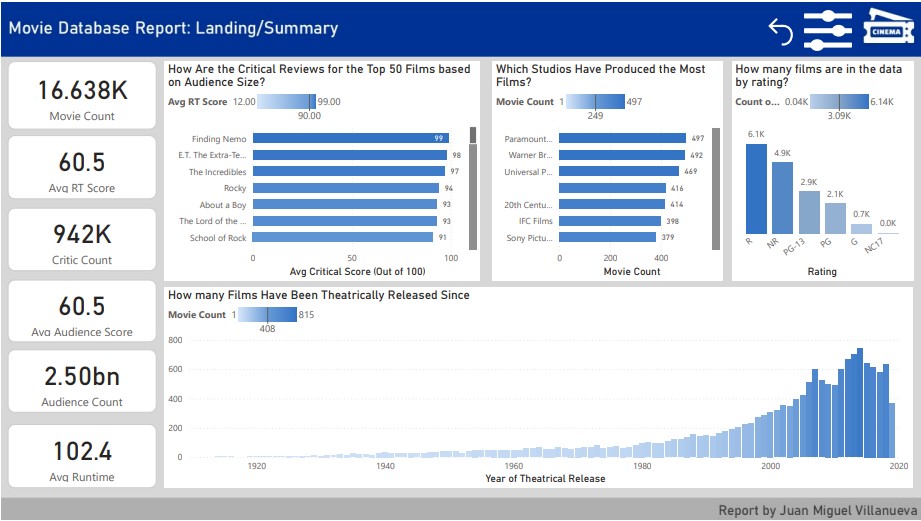 Movie Database Report: Landing/Summary
CINEMA
16.638K
Movie Count
60.5
Avg RT Score
942K
Critic Count
60.5
Avg Audience Score
2.50bn
Audience Count
102.4
Avg Runtime
How Are the Critical Reviews for the Top 50 Films based
on Audience Size?
Avg RT Score 12.00 99.00
90.00
Finding Nemo 99
E.T. The Extra-Te... 98
The Incredibles 97
Rocky 94
About a Boy 93
The Lord of the ... 93
School of Rock 91
0 50 100
Avg Critical Score (Out of 100)
Which Studios Have Produced the Most
Films?
Movie Count 1 497
249
Paramount... 497
Warner Br... 492
Universal P... 469
416
20th Centu... 414
IFC Films 398
Sony Pictu... 379
0 200 400
Movie Count
How many films are in the data
by rating?
Count o... 0.04K 6.14K
3.09K
6.1K
4.9K
2.9K
2.1K
0.7K
0.0K
R NR PG-13 PG G NC17
Rating
How many Films Have Been Theatrically Released Since
Movie Count 1 815
408
800
600
400
200
0
1920 1940 1960 1980 2000 2020
Year of Theatrical Release
Report by Juan Miguel Villanueva